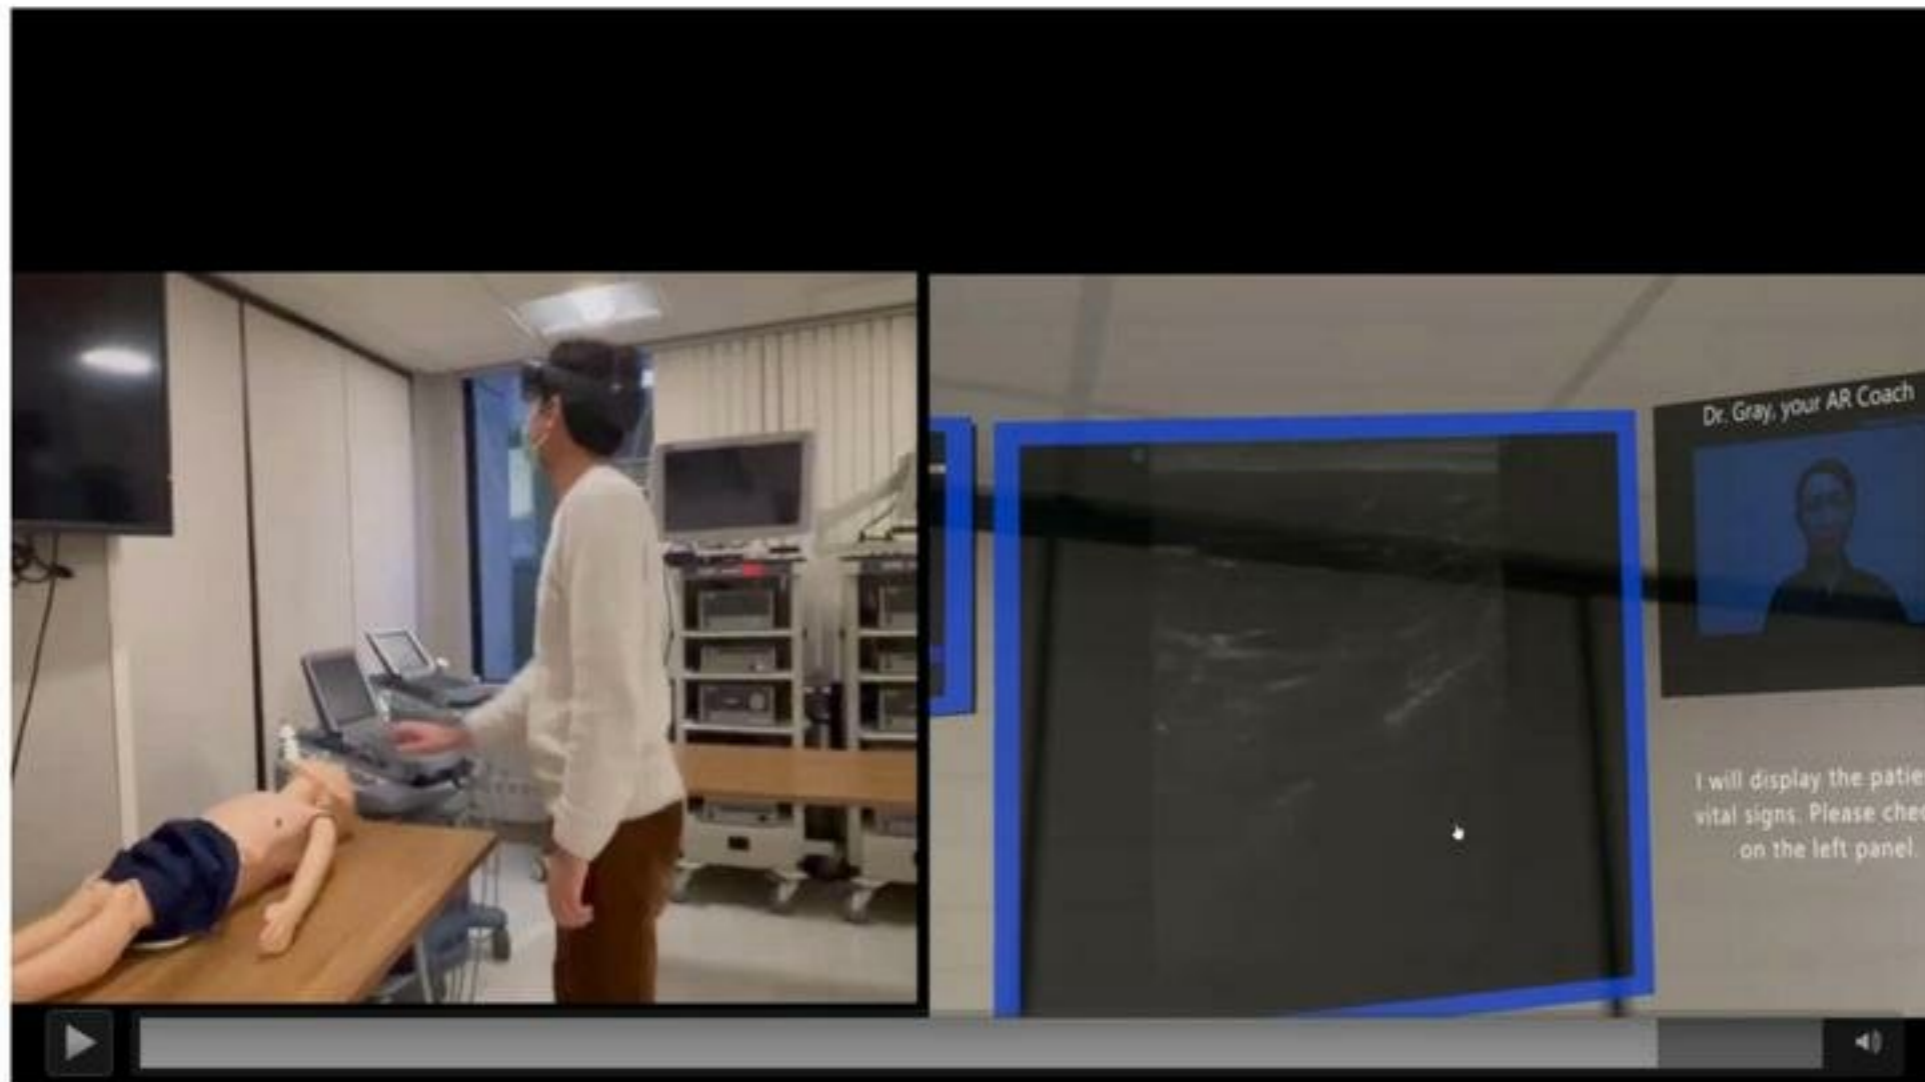 Dr. Gray, your AR Coach
I will display the
vital signs. Please
on the left panel.